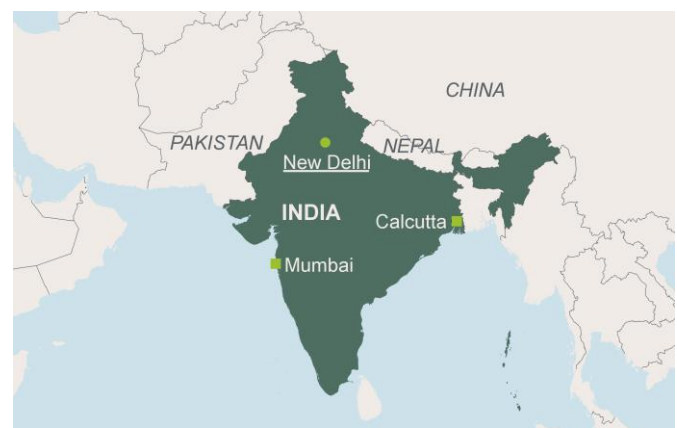 CHINA
PAKISTAN
NEPAL
New Delhi
INDIA
Calcutta
Mumbai